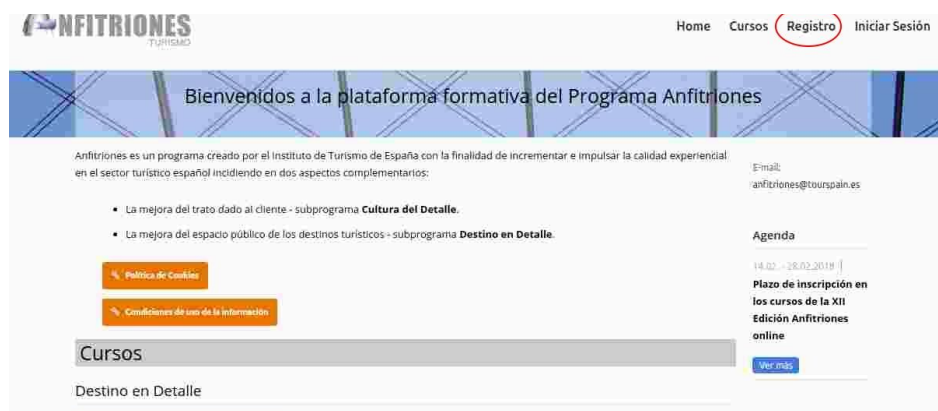 ANFITRIONES
TURISMO
Home Cursos Registro Iniciar Sesión
Bienvenidos a la plataforma formativa del Programa Anfitriones
Anfitriones es un programa creado por el Instituto de Turismo de España con la finalidad de incrementar e impulsar la calidad experiencial
en el sector turístico español incidiendo en dos aspectos complementarios:
• La mejora del trato dado al cliente - subprograma Cultura del Detalle.
• La mejora del espacio público de los destinos turísticos - subprograma Destino en Detalle.
Política de Cookies
Condiciones de uso de la información
Cursos
Destino en Detalle
E-mail:
anfitriones@tourspain.es
Agenda
14.02. - 28.02.2018 |
Plazo de inscripción en
los cursos de la XII
Edición Anfitriones
online
Ver más